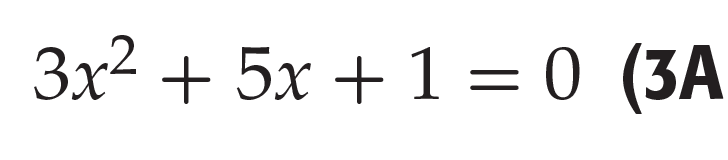 3x² + 5x + 1 = 0 (3A